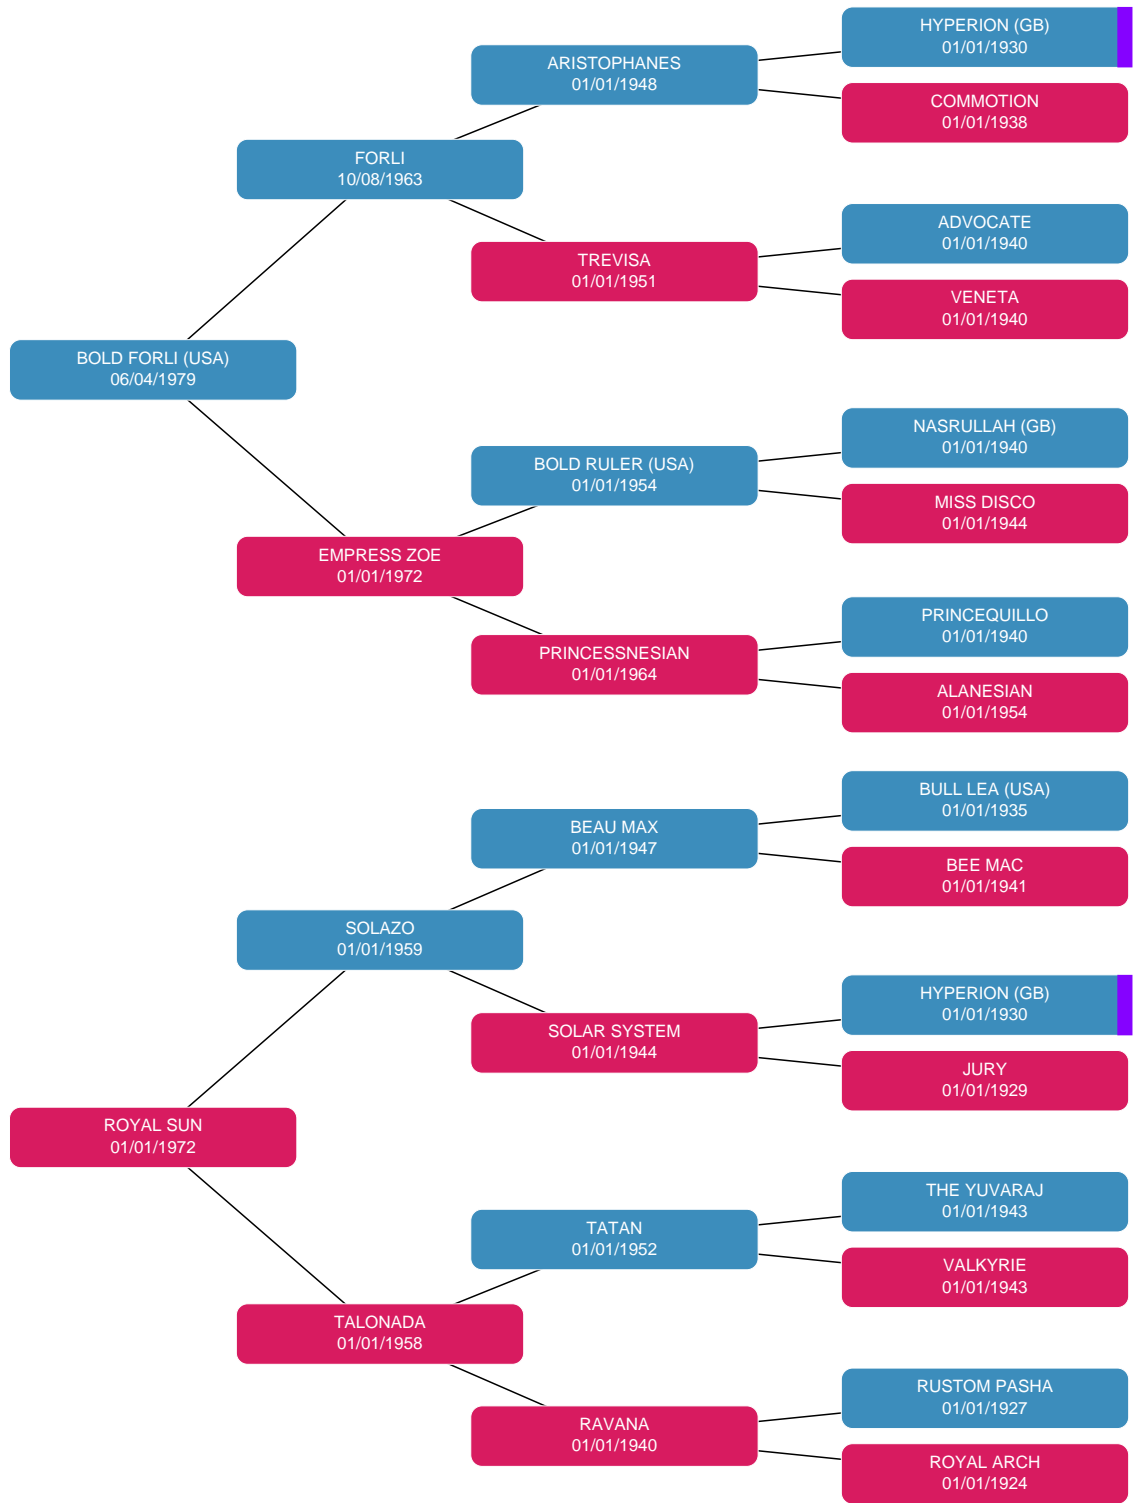 HYPERION (GB)
01/01/1930
ARISTOPHANES
01/01/1948
COMMOTION
01/01/1938
FORLI
10/08/1963
ADVOCATE
01/01/1940
TREVISA
01/01/1951
VENETA
01/01/1940
BOLD FORLI (USA)
06/04/1979
NASRULLAH (GB)
01/01/1940
BOLD RULER (USA)
01/01/1954
MISS DISCO
01/01/1944
EMPRESS ZOE
01/01/1972
PRINCEQUILLO
01/01/1940
PRINCESSNESIAN
01/01/1964
ALANESIAN
01/01/1954
BULL LEA (USA)
01/01/1935
BEAU MAX
01/01/1947
BEE MAC
01/01/1941
SOLAZO
01/01/1959
HYPERION (GB)
01/01/1930
SOLAR SYSTEM
01/01/1944
JURY
01/01/1929
ROYAL SUN
01/01/1972
THE YUVARAJ
01/01/1943
TATAN
01/01/1952
VALKYRIE
01/01/1943
TALONADA
01/01/1958
RUSTOM PASHA
01/01/1927
RAVANA
01/01/1940
ROYAL ARCH
01/01/1924